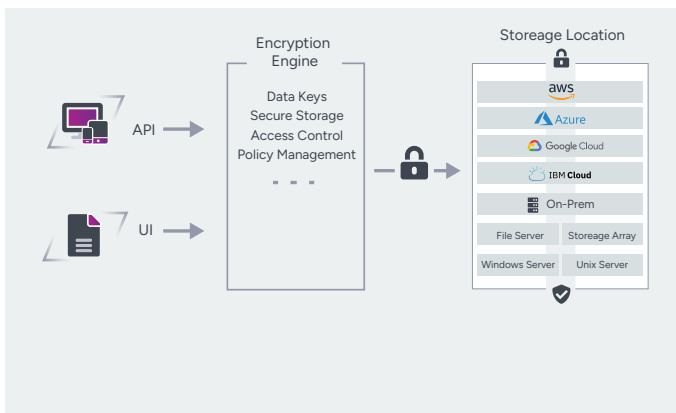 Encryption
Engine
Storeage Location
Data Keys
Secure Storage
Access Control
Policy Management
API
UI
aws
Azure
Google Cloud
IBM Cloud
On-Prem
File Server
Storeage Array
Windows Server
Unix Server